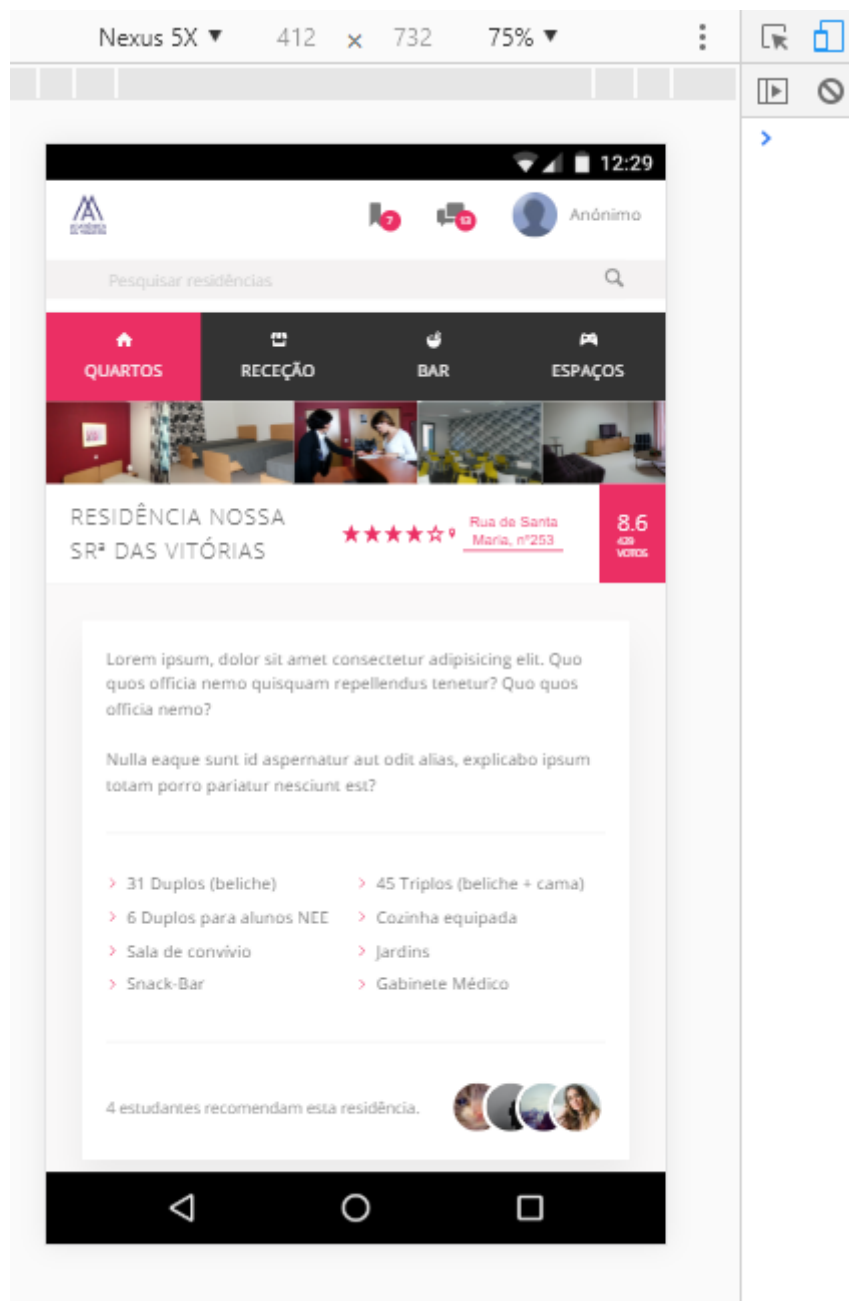 Nexus 5X ▼ 412 × 732 75% ▼
12:29
7 13 Anónimo
Pesquisar residências
QUARTOS RECEÇÃO BAR ESPAÇOS
RESIDÊNCIA NOSSA
SRª DAS VITÓRIAS
Rua de Santa
Maria, nº253
8.6
VOTOS
Lorem ipsum, dolor sit amet consectetur adipisicing elit. Quo
quos officia nemo quisquam repellendus tenetur? Quo quos
officia nemo?
Nulla eaque sunt id aspernatur aut odit alias, explicabo ipsum
totam porro pariatur nesciunt est?
31 Duplos (beliche) 45 Triplos (beliche + cama)
6 Duplos para alunos NEE Cozinha equipada
Sala de convívio Jardins
Snack-Bar Gabinete Médico
4 estudantes recomendam esta residência.